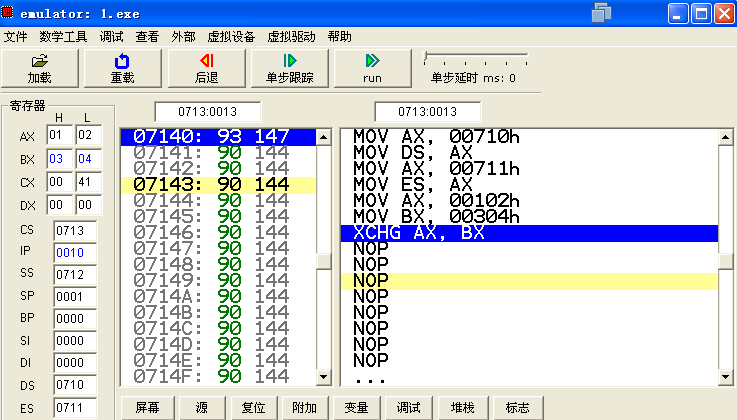 emulator: 1.exe
文件 数学工具 调试 查看 外部 虚拟设备 虚拟驱动 帮助
加载 重载 后退 单步跟踪 run 单步延时 ms: 0
寄存器
H L
AX 01 02
BX 03 04
CX 00 41
DX 00 00
CS 0713
IP 0010
SS 0712
SP 0001
BP 0000
SI 0000
DI 0000
DS 0710
ES 0711
0713:0013
07140: 93 147
07141: 90 144
07142: 90 144
07143: 90 144
07144: 90 144
07145: 90 144
07146: 90 144
07147: 90 144
07148: 90 144
07149: 90 144
0714A: 90 144
0714B: 90 144
0714C: 90 144
0714D: 90 144
0714E: 90 144
0714F: 90 144
0713:0013
MOV AX, 00710h
MOV DS, AX
MOV AX, 00711h
MOV ES, AX
MOV AX, 00102h
MOV BX, 00304h
XCHG AX, BX
NOP
NOP
NOP
NOP
NOP
NOP
NOP
NOP
...
屏幕 源 复位 附加 变量 调试 堆栈 标志